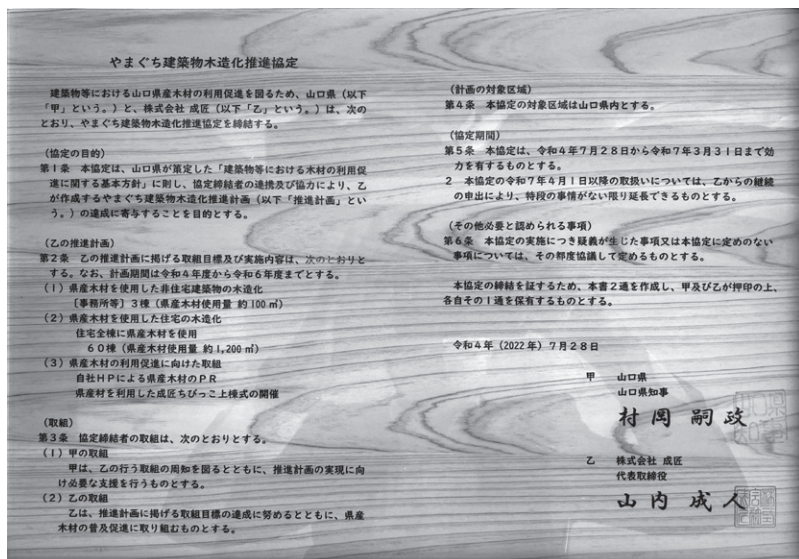 やまぐち建築物木造化推進協定
建築物等における山口県産木材の利用促進を図るため、山口県（以下
「甲」という。）と、株式会社 成匠（以下「乙」という。）は、次の
とおり、やまぐち建築物木造化推進協定を締結する。
（協定の目的）
第１条　本協定は、山口県が策定した「建築物等における木材の利用促
進に関する基本方針」に則し、協定締結者の連携及び協力により、乙
が作成するやまぐち建築物木造化推進計画（以下「推進計画」とい
う。）の達成に寄与することを目的とする。
（乙の推進計画）
第２条　乙の推進計画に掲げる取組目標及び実施内容は、次のとおりと
する。なお、計画期間は令和４年度から令和６年度までとする。
（１）県産木材を使用した非住宅建築物の木造化
〔事務所等〕３棟（県産木材使用量 約100㎥）
（２）県産木材を使用した住宅の木造化
住宅全棟に県産木材を使用
６０棟（県産木材使用量 約1,200㎥）
（３）県産木材の利用促進に向けた取組
自社ＨＰによる県産木材のＰＲ
県産材を利用した成匠ちびっこ上棟式の開催
（取組）
第３条　協定締結者の取組は、次のとおりとする。
（１）甲の取組
甲は、乙の行う取組の周知を図るとともに、推進計画の実現に向
け必要な支援を行うものとする。
（２）乙の取組
乙は、推進計画に掲げる取組目標の達成に努めるとともに、県産
木材の普及促進に取り組むものとする。
（計画の対象区域）
第４条　本協定の対象区域は山口県内とする。
（協定期間）
第５条　本協定は、令和４年７月２８日から令和７年３月３１日まで効
力を有するものとする。
２　本協定の令和７年４月１日以降の取扱いについては、乙からの継続
の申出により、特段の事情がない限り延長できるものとする。
（その他必要と認められる事項）
第６条　本協定の実施につき疑義が生じた事項又は本協定に定めのない
事項については、その都度協議して定めるものとする。
本協定の締結を証するため、本書２通を作成し、甲及び乙が押印の上、
各自その１通を保有するものとする。
令和４年（2022年）７月２８日
甲　山口県
山口県知事
村岡 嗣政
乙　株式会社 成匠
代表取締役
山内 成人